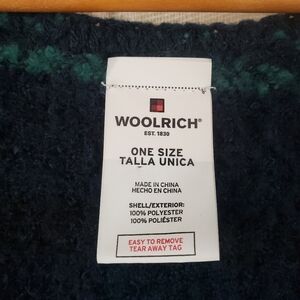 WOOLRICH®
EST. 1830
ONE SIZE
TALLA UNICA
MADE IN CHINA
HECHO EN CHINA
SHELL/EXTERIOR:
100% POLYESTER
100% POLIÉSTER
EASY TO REMOVE
TEAR AWAY TAG